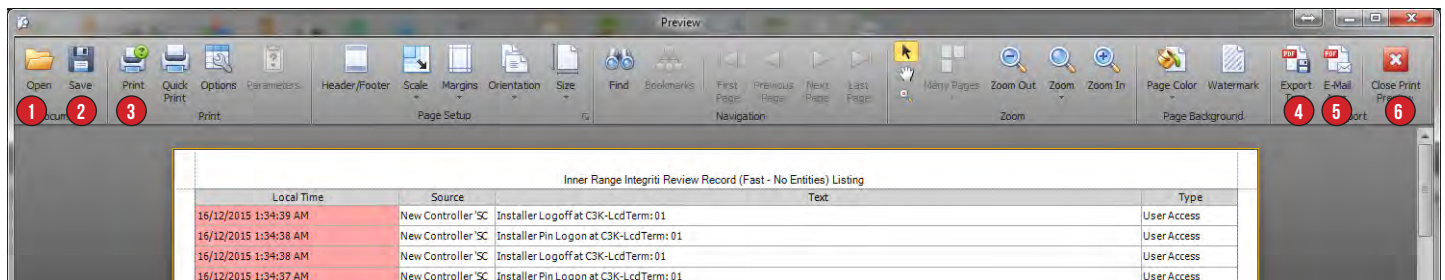 Preview
Open Save Print Quick Print Options Parameters Header/Footer Scale Margins Orientation Size Find Bookmarks First Page Previous Page Next Page Last Page Many Pages Zoom Out Zoom Zoom In Page Color Watermark Export E-Mail Close Print
1 2 3 4 5 6
Print Page Setup Navigation Zoom Page Background
Inner Range Integriti Review Record (Fast - No Entities) Listing
Local Time Source Text Type
16/12/2015 1:34:39 AM New Controller 'SC Installer Logoff at C3K-LcdTerm:01 User Access
16/12/2015 1:34:38 AM New Controller 'SC Installer Pin Logon at C3K-LcdTerm:01 User Access
16/12/2015 1:34:38 AM New Controller 'SC Installer Logoff at C3K-LcdTerm:01 User Access
16/12/2015 1:34:37 AM New Controller 'SC Installer Pin Logon at C3K-LcdTerm:01 User Access